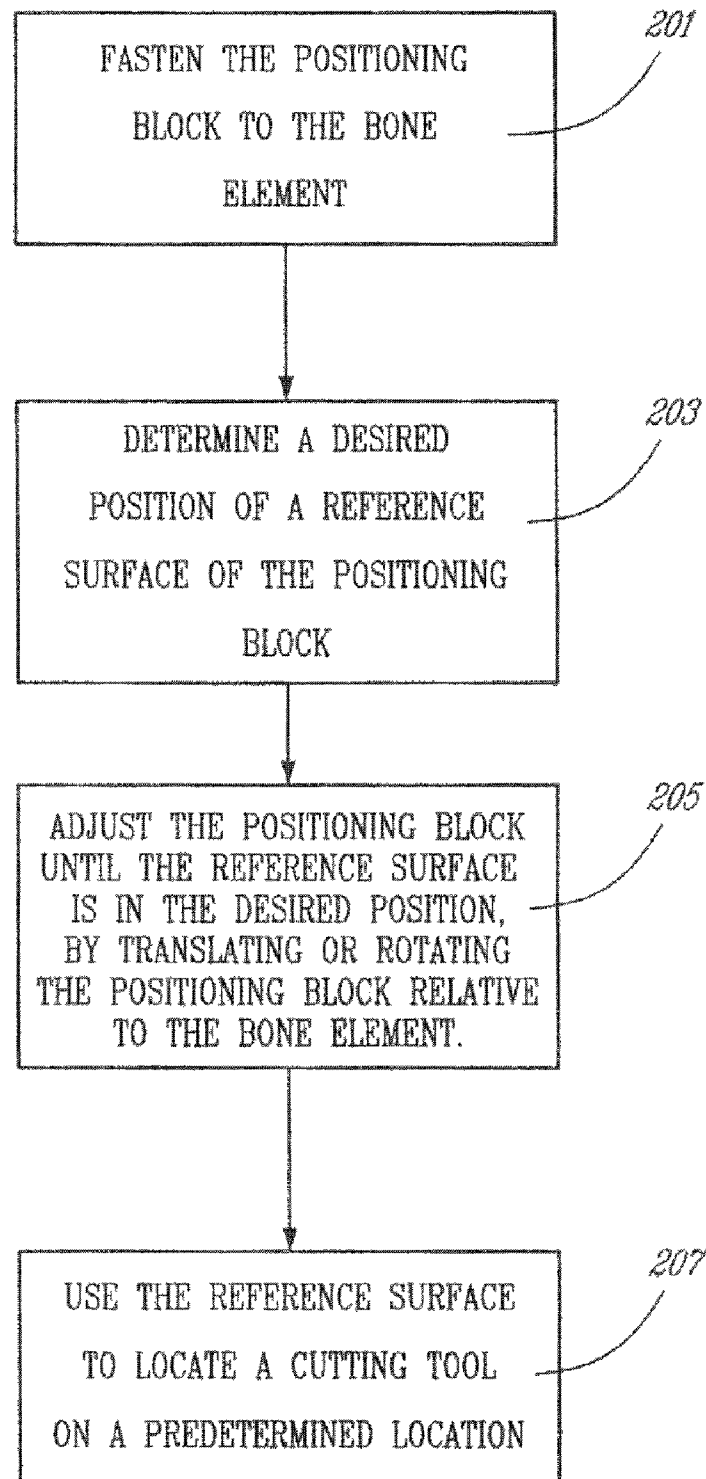 201
FASTEN THE POSITIONING
BLOCK TO THE BONE
ELEMENT
203
DETERMINE A DESIRED
POSITION OF A REFERENCE
SURFACE OF THE POSITIONING
BLOCK
205
ADJUST THE POSITIONING BLOCK
UNTIL THE REFERENCE SURFACE
IS IN THE DESIRED POSITION,
BY TRANSLATING OR ROTATING
THE POSITIONING BLOCK RELATIVE
TO THE BONE ELEMENT.
207
USE THE REFERENCE SURFACE
TO LOCATE A CUTTING TOOL
ON A PREDETERMINED LOCATION